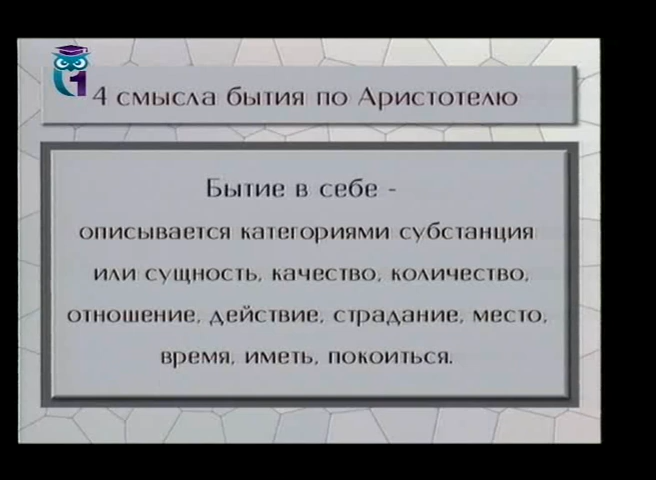 1
4 смысла бытия по Аристотелю
Бытие в себе -
описывается категориями субстанция
или сущность, качество, количество,
отношение, действие, страдание, место,
время, иметь, покоиться.